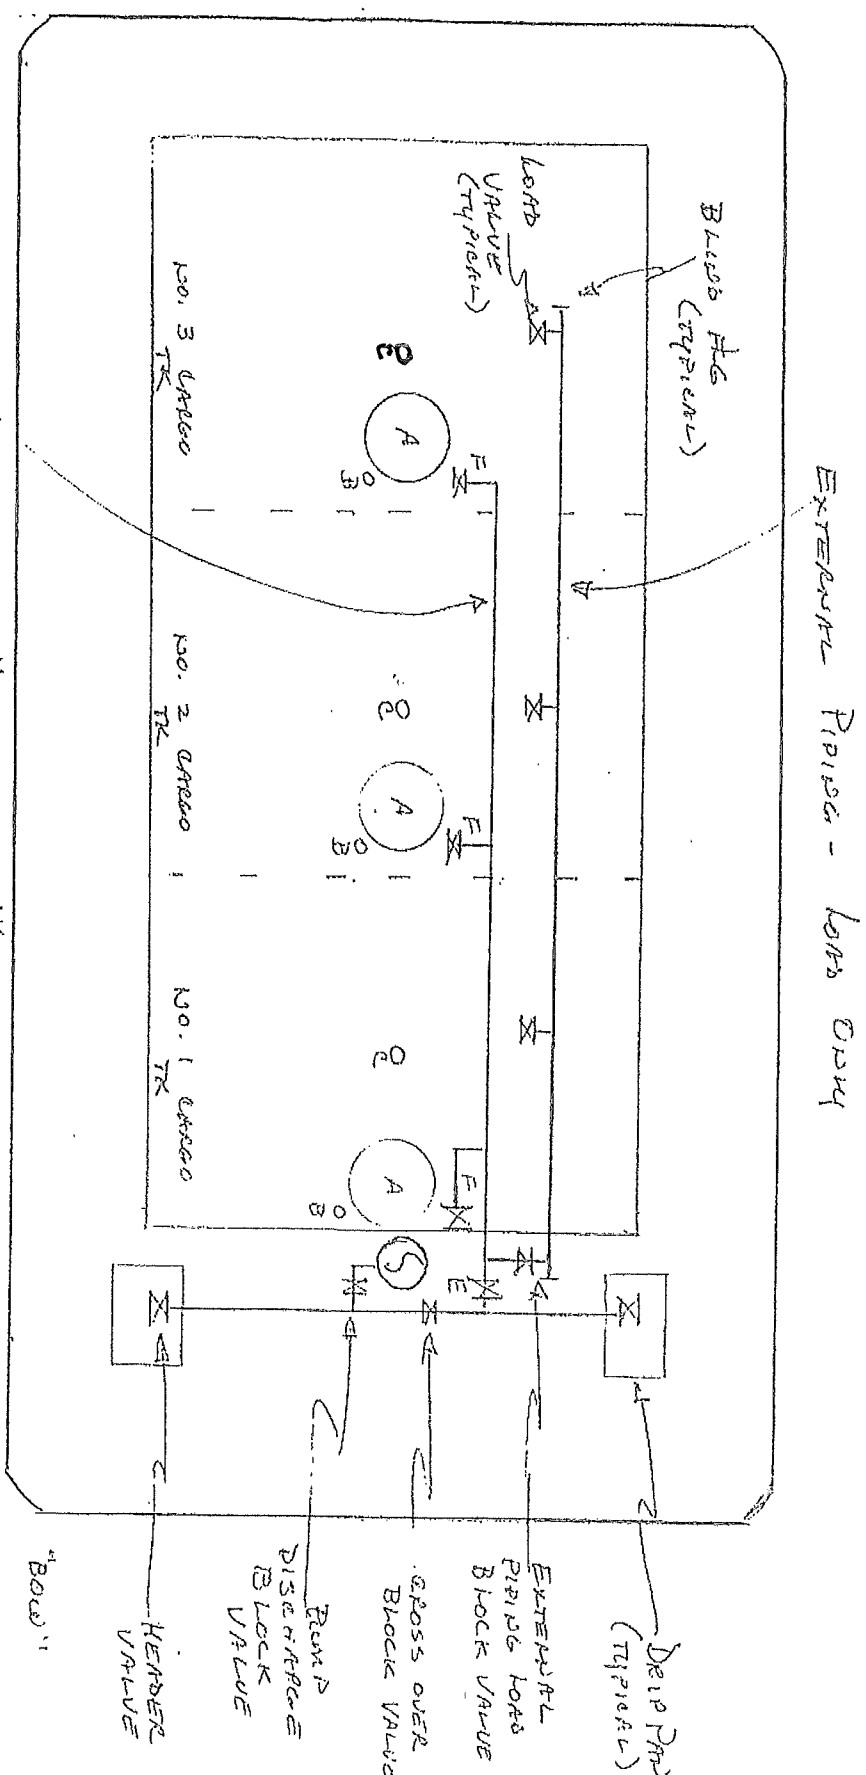 EXTERNAL PIPING - LOAD ONLY
BLIND FLG
(TYPICAL)
LOAD
VALVE
(TYPICAL)
C
A
B
F
NO. 3 CARGO
TK
C
A
B
F
NO. 2 CARGO
TK
C
A
B
F
NO. 1 CARGO
TK
S
E
DRIP PAN
(TYPICAL)
EXTERNAL
PIPING LOAD
BLOCK VALVE
CROSS OVER
BLOCK VALVE
PUMP
DISCHARGE
BLOCK
VALVE
HEADER
VALVE
"BOW"